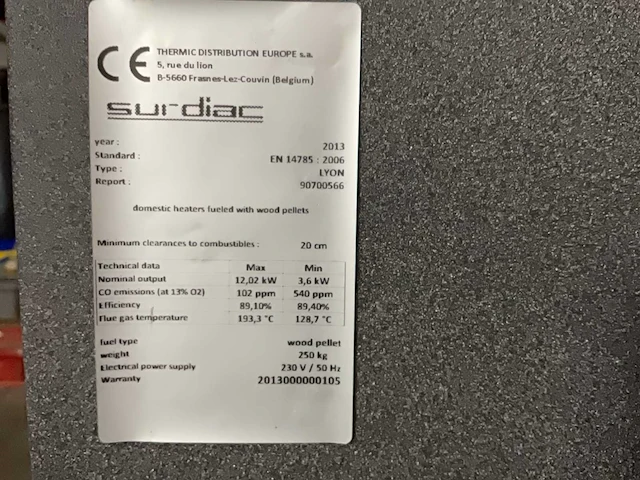 CE THERMIC DISTRIBUTION EUROPE s.a.
5, rue du lion
B-5660 Frasnes-Lez-Couvin (Belgium)
surdiac
year : 2013
Standard : EN 14785 : 2006
Type : LYON
Report : 90700566
domestic heaters fueled with wood pellets
Minimum clearances to combustibles : 20 cm
Technical data Max Min
Nominal output 12,02 kW 3,6 kW
CO emissions (at 13% O2) 102 ppm 540 ppm
Efficiency 89,10% 89,40%
Flue gas temperature 193,3 °C 128,7 °C
fuel type wood pellet
weight 250 kg
Electrical power supply 230 V / 50 Hz
Warranty 2013000000105